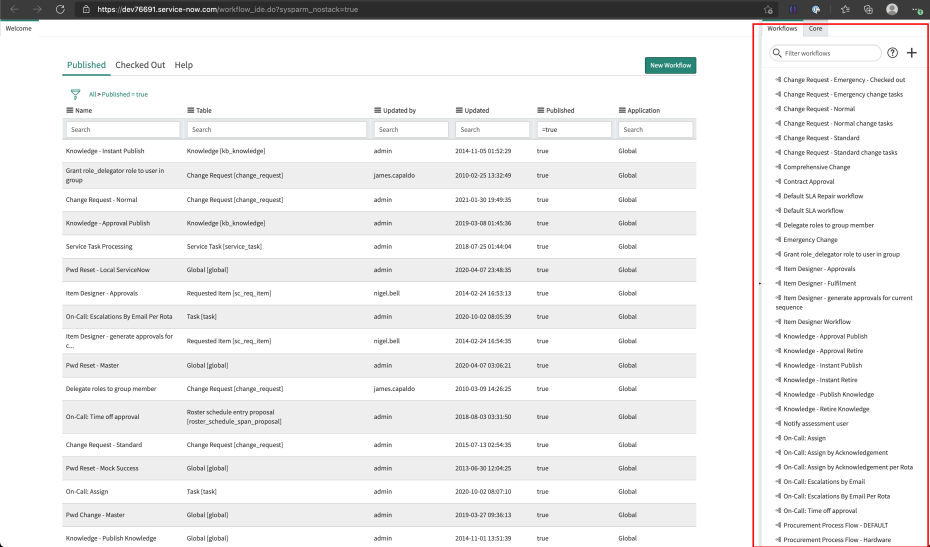 https://dev76691.service-now.com/workflow_ide.do?sysparm_nostack=true
Welcome
Published Checked Out Help
New Workflow
All > Published = true
Name Table Updated by Updated Published Application
Search Search Search Search =true Search
Knowledge - Instant Publish Knowledge [kb_knowledge] admin 2014-11-05 01:52:29 true Global
Grant role_delegator role to user in
group Change Request [change_request] james.capaldo 2010-02-25 13:32:49 true Global
Change Request - Normal Change Request [change_request] admin 2021-01-30 19:49:35 true Global
Knowledge - Approval Publish Knowledge [kb_knowledge] admin 2019-03-08 01:45:36 true Global
Service Task Processing Service Task [service_task] admin 2018-07-25 01:44:04 true Global
Pwd Reset - Local ServiceNow Global [global] admin 2020-04-07 23:48:35 true Global
Item Designer - Approvals Requested Item [sc_req_item] nigel.bell 2014-02-24 16:53:13 true Global
On-Call: Escalations By Email Per Rota Task [task] admin 2020-10-02 08:05:39 true Global
Item Designer - generate approvals for
c... Requested Item [sc_req_item] nigel.bell 2014-02-24 16:54:35 true Global
Pwd Reset - Master Global [global] admin 2020-04-07 03:06:21 true Global
Delegate roles to group member Change Request [change_request] james.capaldo 2010-03-09 14:26:25 true Global
On-Call: Time off approval Roster schedule entry proposal
[roster_schedule_span_proposal] admin 2018-08-03 03:31:50 true Global
Change Request - Standard Change Request [change_request] admin 2015-07-13 02:54:35 true Global
Pwd Reset - Mock Success Global [global] admin 2013-06-30 12:04:25 true Global
On-Call: Assign Task [task] admin 2020-10-02 08:07:10 true Global
Pwd Change - Master Global [global] admin 2019-03-27 09:36:13 true Global
Knowledge - Publish Knowledge Knowledge [kb_knowledge] admin 2014-11-01 13:51:39 true Global
Workflows Core
Filter workflows
Change Request - Emergency - Checked out
Change Request - Emergency change tasks
Change Request - Normal
Change Request - Normal change tasks
Change Request - Standard
Change Request - Standard change tasks
Comprehensive Change
Contract Approval
Default SLA Repair workflow
Default SLA workflow
Delegate roles to group member
Emergency Change
Grant role_delegator role to user in group
Item Designer - Approvals
Item Designer - Fulfilment
Item Designer - generate approvals for current
sequence
Item Designer Workflow
Knowledge - Approval Publish
Knowledge - Approval Retire
Knowledge - Instant Publish
Knowledge - Instant Retire
Knowledge - Publish Knowledge
Knowledge - Retire Knowledge
Notify assessment user
On-Call: Assign
On-Call: Assign by Acknowledgement
On-Call: Assign by Acknowledgement per Rota
On-Call: Escalations by Email
On-Call: Escalations By Email Per Rota
On-Call: Time off approval
Procurement Process Flow - DEFAULT
Procurement Process Flow - Hardware